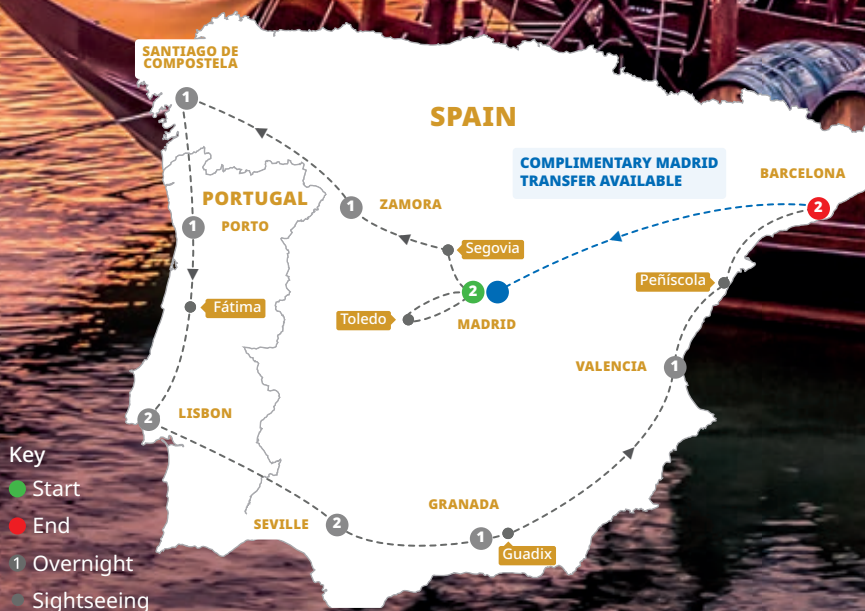 SANTIAGO DE
COMPOSTELA
1
SPAIN
COMPLIMENTARY MADRID
TRANSFER AVAILABLE
BARCELONA
2
PORTUGAL
1
ZAMORA
1
PORTO
Segovia
Peñíscola
2
Fátima
Toledo
MADRID
VALENCIA
1
2
LISBON
Key
Start
End
1 Overnight
Sightseeing
GRANADA
SEVILLE
2
1
Guadix